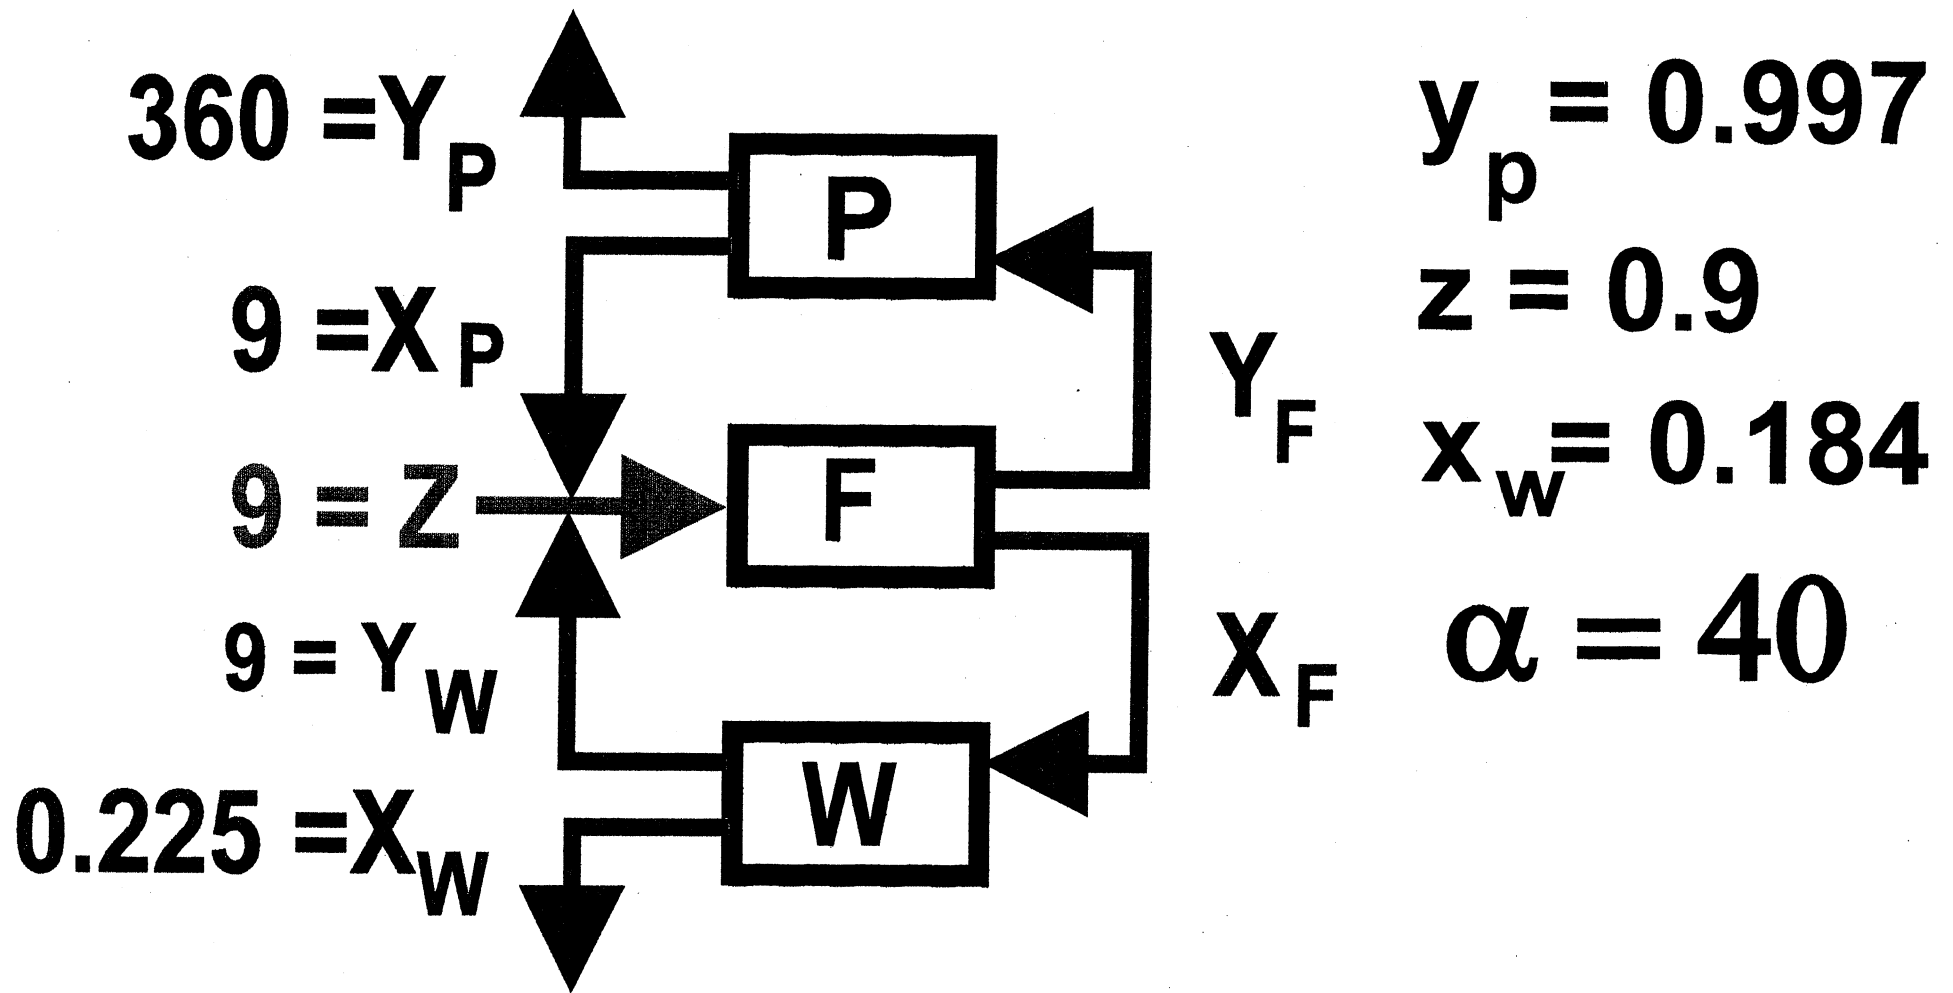 360 =Y_P
P
y_p = 0.997
9 =X_P
z = 0.9
Y_F
9 = Z
F
x_w = 0.184
9 = Y_W
X_F
α = 40
W
0.225 =X_W